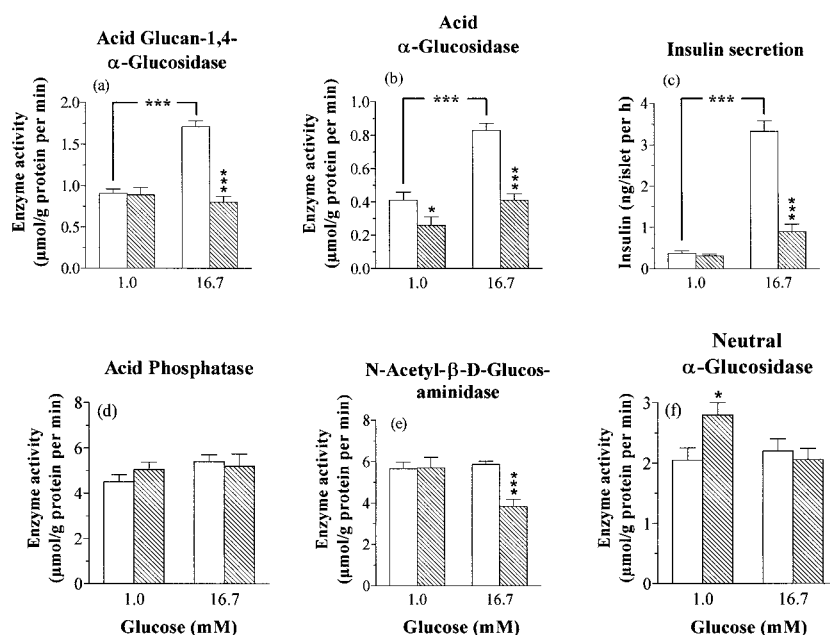 Acid Glucan-1,4-
α-Glucosidase
(a)
Enzyme activity
(µmol/g protein per min)
2.0
1.5
1.0
0.5
0.0
***
***
1.0
16.7
Acid
α-Glucosidase
(b)
Enzyme activity
(µmol/g protein per min)
1.0
0.8
0.6
0.4
0.2
0.0
***
*
***
1.0
16.7
Insulin secretion
(c)
Insulin (ng/islet per h)
4
3
2
1
0
***
***
1.0
16.7
Acid Phosphatase
(d)
Enzyme activity
(µmol/g protein per min)
8
6
4
2
0
1.0
16.7
Glucose (mM)
N-Acetyl-β-D-Glucos-
aminidase
(e)
Enzyme activity
(µmol/g protein per min)
8
6
4
2
0
***
1.0
16.7
Glucose (mM)
Neutral
α-Glucosidase
(f)
Enzyme activity
(µmol/g protein per min)
3
2
1
0
*
1.0
16.7
Glucose (mM)